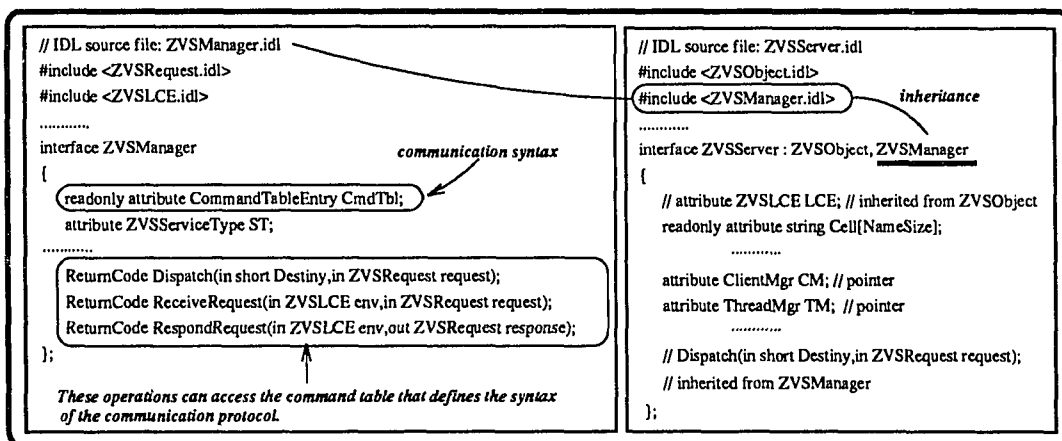 // IDL source file: ZVSManager.idl
#include <ZVSRequest.idl>
#include <ZVSLCE.idl>
............
interface ZVSManager
communication syntax
{
readonly attribute CommandTableEntry CmdTbl;
attribute ZVSServiceType ST;
............
ReturnCode Dispatch(in short Destiny,in ZVSRequest request);
ReturnCode ReceiveRequest(in ZVSLCE env,in ZVSRequest request);
ReturnCode RespondRequest(in ZVSLCE env,out ZVSRequest response);
};
These operations can access the command table that defines the syntax
of the communication protocol.
// IDL source file: ZVSServer.idl
#include <ZVSObject.idl>
#include <ZVSManager.idl>
inheritance
............
interface ZVSServer : ZVSObject, ZVSManager
{
// attribute ZVSLCE LCE; // inherited from ZVSObject
readonly attribute string Cell[NameSize];
............
attribute ClientMgr CM; // pointer
attribute ThreadMgr TM; // pointer
............
// Dispatch(in short Destiny,in ZVSRequest request);
// inherited from ZVSManager
};